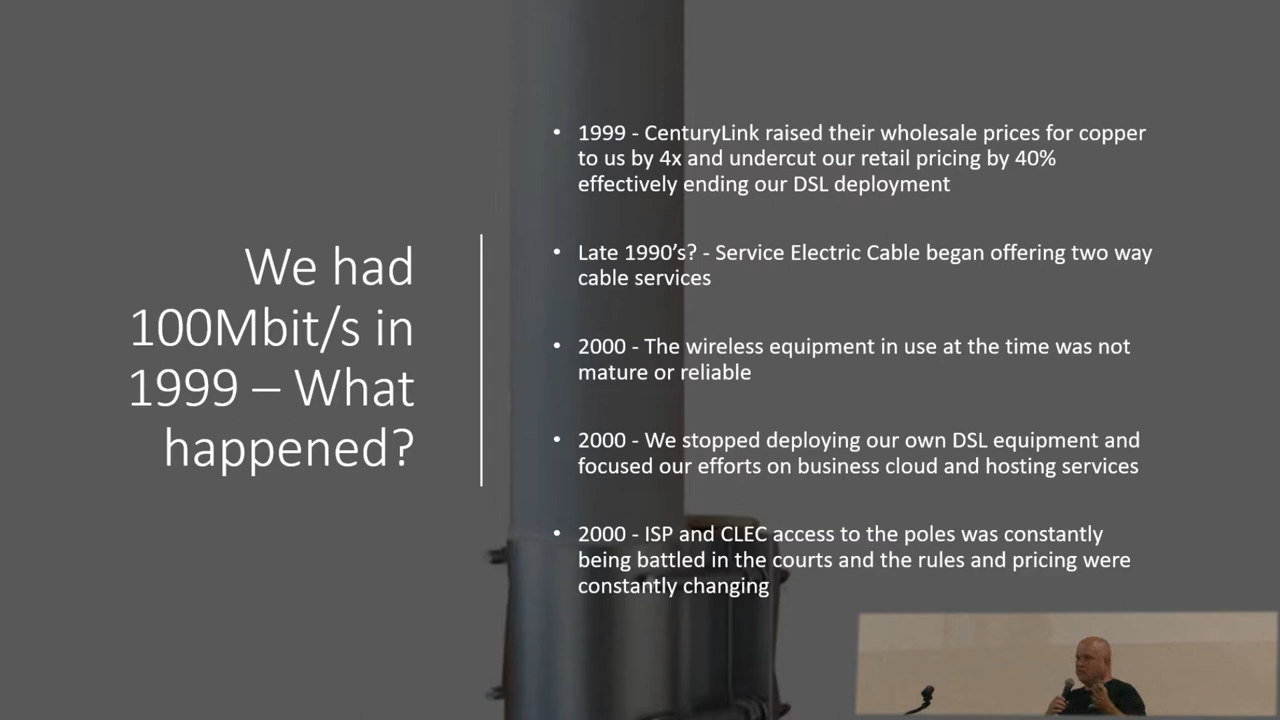 We had
100Mbit/s in
1999 – What
happened?
• 1999 - CenturyLink raised their wholesale prices for copper
to us by 4x and undercut our retail pricing by 40%
effectively ending our DSL deployment
• Late 1990's? - Service Electric Cable began offering two way
cable services
• 2000 - The wireless equipment in use at the time was not
mature or reliable
• 2000 - We stopped deploying our own DSL equipment and
focused our efforts on business cloud and hosting services
• 2000 - ISP and CLEC access to the poles was constantly
being battled in the courts and the rules and pricing were
constantly changing